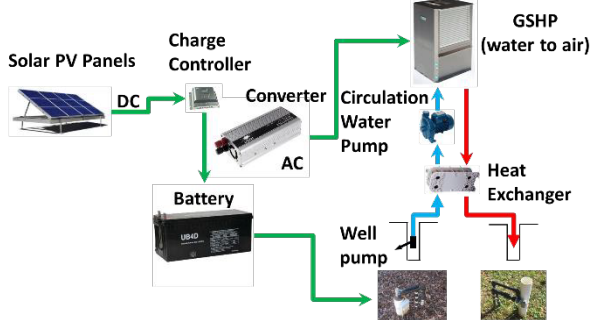 GSHP
(water to air)
Charge
Controller
Solar PV Panels
DC
Converter
AC
Circulation
Water
Pump
Heat
Exchanger
Battery
UB4D
Well
pump